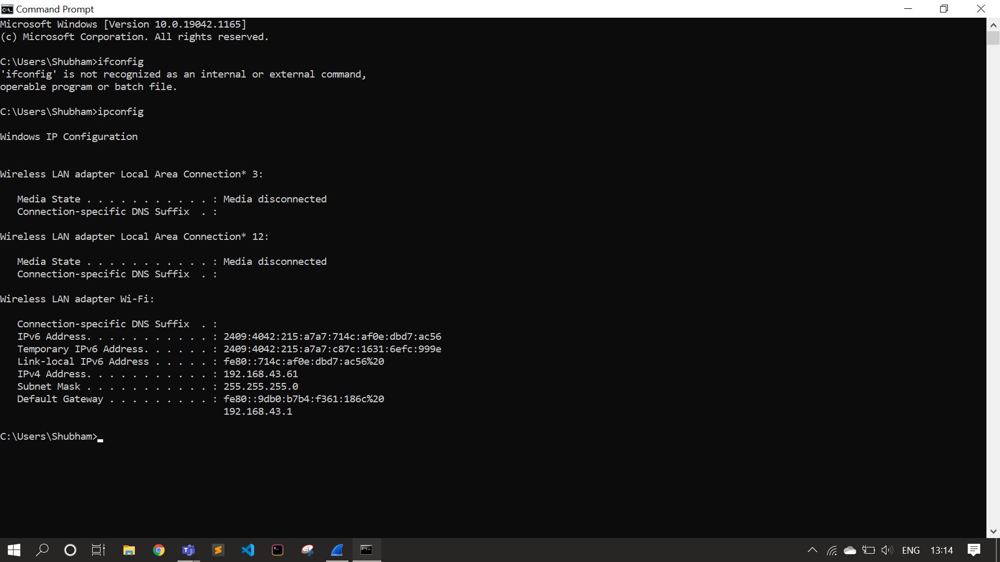 Command Prompt
Microsoft Windows [Version 10.0.19042.1165]
(c) Microsoft Corporation. All rights reserved.
C:\Users\Shubham>ifconfig
'ifconfig' is not recognized as an internal or external command,
operable program or batch file.
C:\Users\Shubham>ipconfig
Windows IP Configuration
Wireless LAN adapter Local Area Connection* 3:
   Media State . . . . . . . . . . . : Media disconnected
   Connection-specific DNS Suffix  . :
Wireless LAN adapter Local Area Connection* 12:
   Media State . . . . . . . . . . . : Media disconnected
   Connection-specific DNS Suffix  . :
Wireless LAN adapter Wi-Fi:
   Connection-specific DNS Suffix  . :
   IPv6 Address. . . . . . . . . . . : 2409:4042:215:a7a7:714c:af0e:dbd7:ac56
   Temporary IPv6 Address. . . . . . : 2409:4042:215:a7a7:c87c:1631:6efc:999e
   Link-local IPv6 Address . . . . . : fe80::714c:af0e:dbd7:ac56%20
   IPv4 Address. . . . . . . . . . . : 192.168.43.61
   Subnet Mask . . . . . . . . . . . : 255.255.255.0
   Default Gateway . . . . . . . . . : fe80::9db0:b7b4:f361:186c%20
                                       192.168.43.1
C:\Users\Shubham>
ENG 13:14